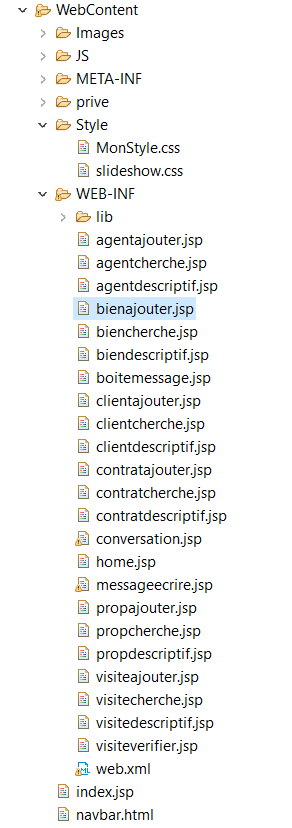 WebContent
Images
JS
META-INF
prive
Style
MonStyle.css
slideshow.css
WEB-INF
lib
agentajouter.jsp
agentcherche.jsp
agentdescriptif.jsp
bienajouter.jsp
biencherche.jsp
biendescriptif.jsp
boitemessage.jsp
clientajouter.jsp
clientcherche.jsp
clientdescriptif.jsp
contratajouter.jsp
contratcherche.jsp
contratdescriptif.jsp
conversation.jsp
home.jsp
messageecrire.jsp
propajouter.jsp
propcherche.jsp
propdescriptif.jsp
visiteajouter.jsp
visitecherche.jsp
visitedescriptif.jsp
visiteverifier.jsp
web.xml
index.jsp
navbar.html